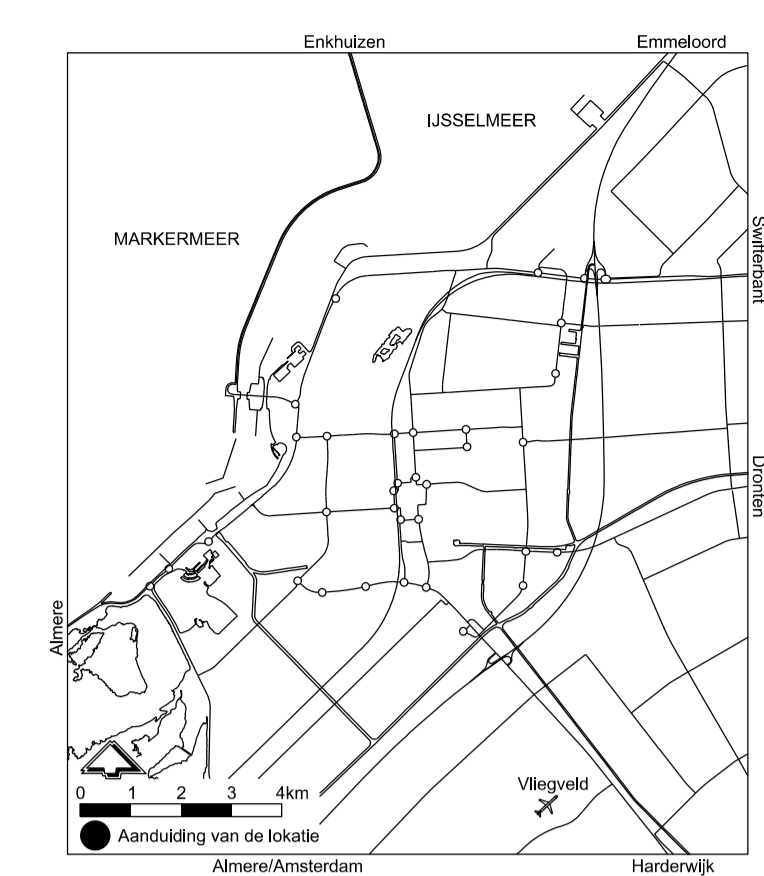 Enkhuizen
Emmeloord
IJSSELMEER
MARKERMEER
Swifterbant
Dronten
Almere
Vliegveld
0 1 2 3 4km
Aanduiding van de lokatie
Almere/Amsterdam
Harderwijk